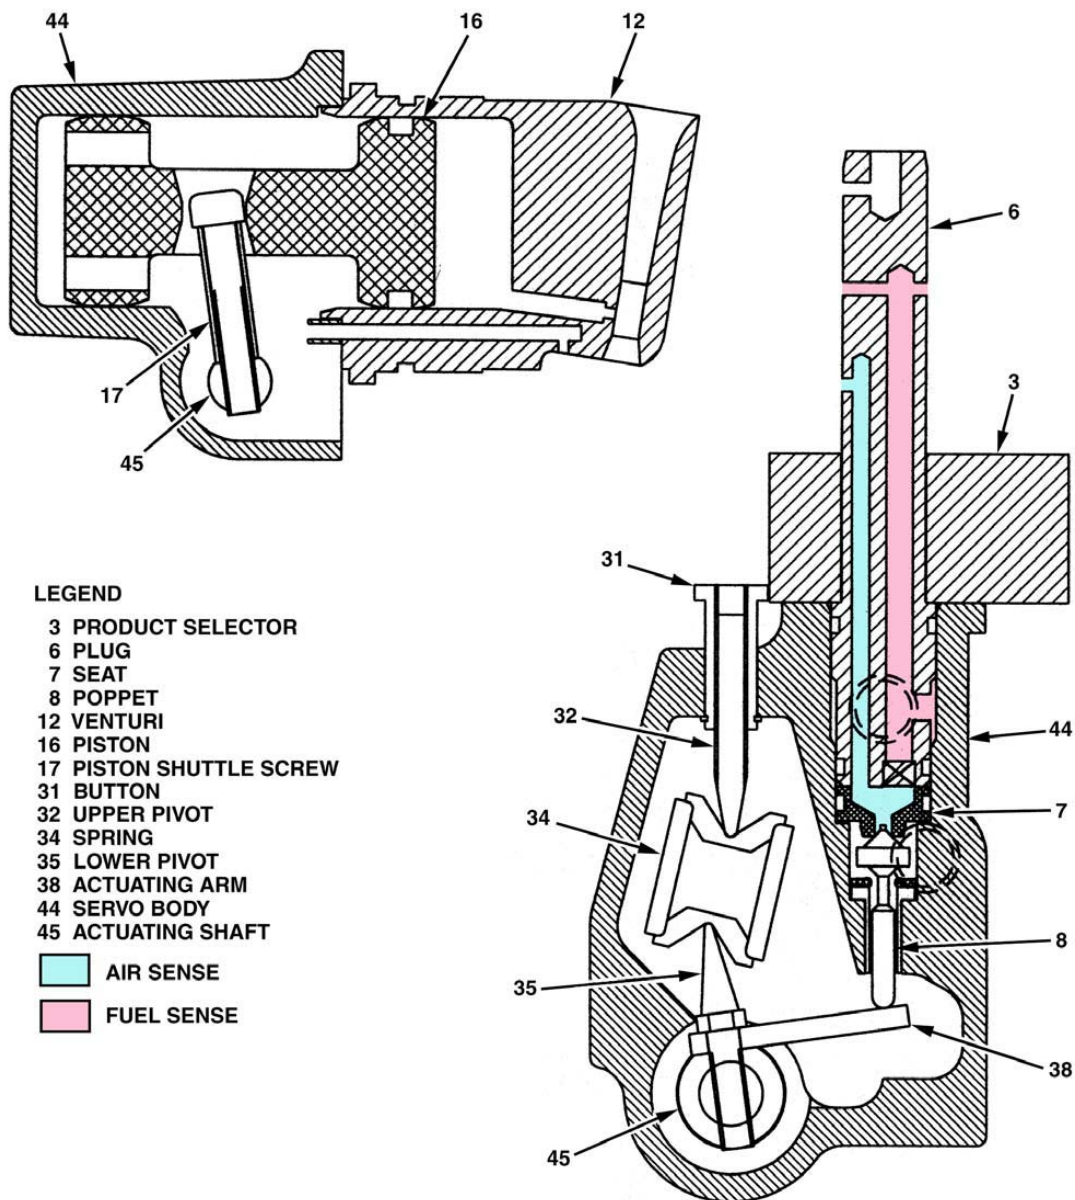 44
16
12
6
3
17
45
31
LEGEND
3 PRODUCT SELECTOR
6 PLUG
7 SEAT
8 POPPET
12 VENTURI
16 PISTON
17 PISTON SHUTTLE SCREW
31 BUTTON
32 UPPER PIVOT
34 SPRING
35 LOWER PIVOT
38 ACTUATING ARM
44 SERVO BODY
45 ACTUATING SHAFT
AIR SENSE
FUEL SENSE
32
44
34
7
8
35
38
45